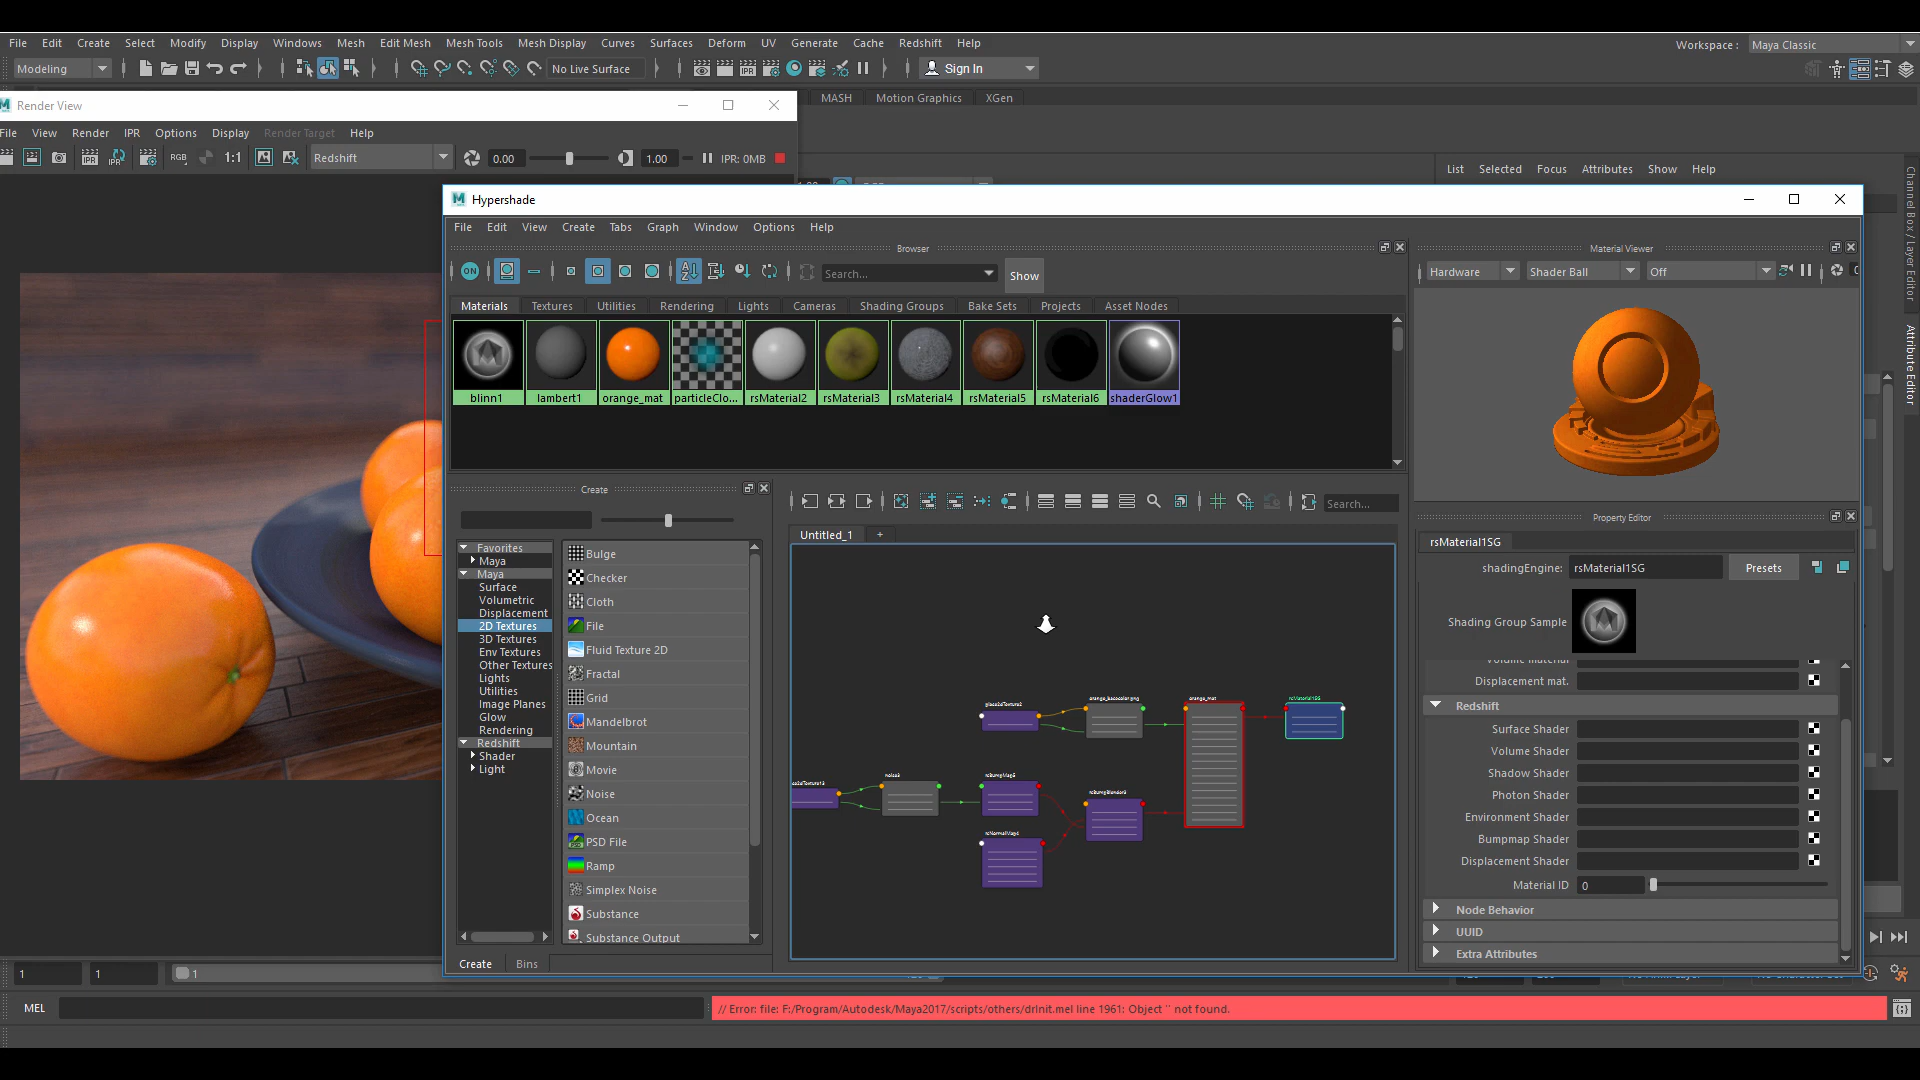 File Edit Create Select Modify Display Windows Mesh Edit Mesh Mesh Tools Mesh Display Curves Surfaces Deform UV Generate Cache Redshift Help Workspace : Maya Classic
Modeling No Live Surface Sign In
Render View MASH Motion Graphics XGen
File View Render IPR Options Display Render Target Help
IPR IPR RGB 1:1 Redshift 0.00 1.00 IPR: 0MB
List Selected Focus Attributes Show Help
Channel Box / Layer Editor
Attribute Editor
Hypershade
File Edit View Create Tabs Graph Window Options Help
Browser
ON Search... Show
Materials Textures Utilities Rendering Lights Cameras Shading Groups Bake Sets Projects Asset Nodes
blinn1 lambert1 orange_mat particleClo... rsMaterial2 rsMaterial3 rsMaterial4 rsMaterial5 rsMaterial6 shaderGlow1
Material Viewer
Hardware Shader Ball Off
Create
Favorites
Maya
Maya
Surface
Volumetric
Displacement
2D Textures
3D Textures
Env Textures
Other Textures
Lights
Utilities
Image Planes
Glow
Rendering
Redshift
Shader
Light
Bulge
Checker
Cloth
File
Fluid Texture 2D
Fractal
Grid
Mandelbrot
Mountain
Movie
Noise
Ocean
PSD File
Ramp
Simplex Noise
Substance
Substance Output
Create Bins
Search...
Untitled_1 +
orange_mat
rsMaterial1SG
Property Editor
rsMaterial1SG
shadingEngine: rsMaterial1SG Presets
Shading Group Sample
Volume material
Displacement mat.
Redshift
Surface Shader
Volume Shader
Shadow Shader
Photon Shader
Environment Shader
Bumpmap Shader
Displacement Shader
Material ID 0
Node Behavior
UUID
Extra Attributes
1 1 1
MEL // Error: file: F:/Program/Autodesk/Maya2017/scripts/others/drInit.mel line 1961: Object '' not found.